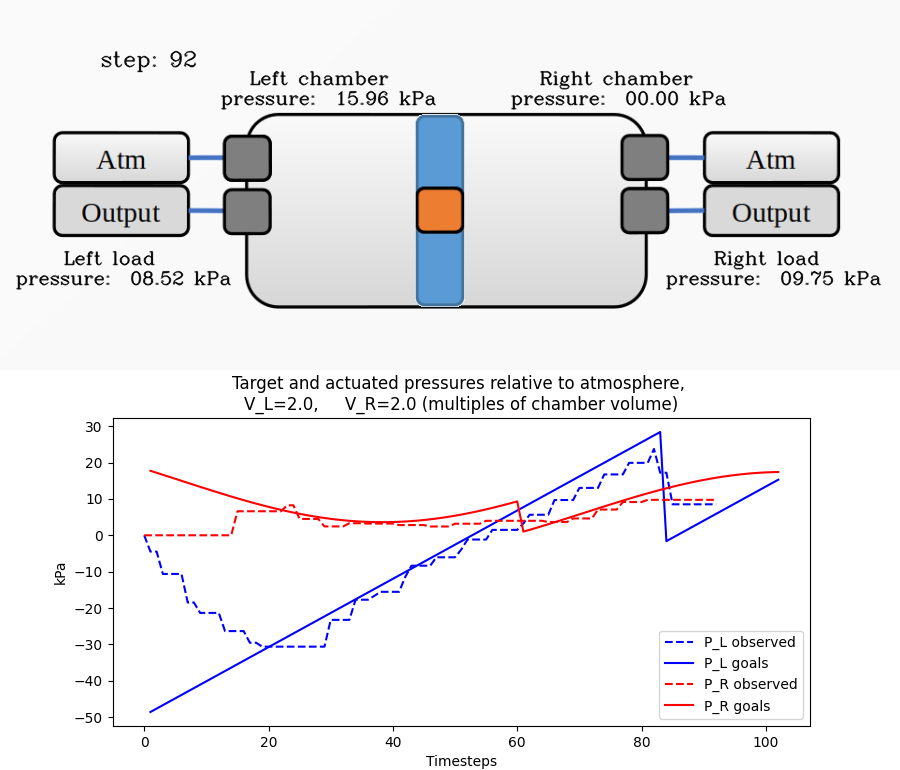 step: 92
Left chamber
pressure:  15.96 kPa
Right chamber
pressure:  00.00 kPa
Atm
Output
Atm
Output
Left load
pressure:  08.52 kPa
Right load
pressure:  09.75 kPa
Target and actuated pressures relative to atmosphere,
V_L=2.0,     V_R=2.0 (multiples of chamber volume)
30
20
10
0
−10
−20
−30
−40
−50
kPa
0 20 40 60 80 100
Timesteps
P_L observed
P_L goals
P_R observed
P_R goals